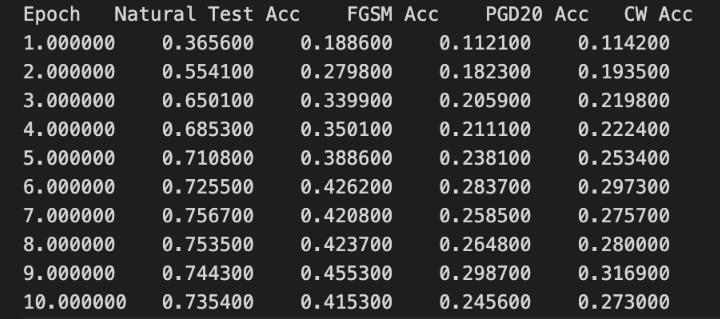 Epoch Natural Test Acc FGSM Acc PGD20 Acc CW Acc
1.000000 0.365600 0.188600 0.112100 0.114200
2.000000 0.554100 0.279800 0.182300 0.193500
3.000000 0.650100 0.339900 0.205900 0.219800
4.000000 0.685300 0.350100 0.211100 0.222400
5.000000 0.710800 0.388600 0.238100 0.253400
6.000000 0.725500 0.426200 0.283700 0.297300
7.000000 0.756700 0.420800 0.258500 0.275700
8.000000 0.753500 0.423700 0.264800 0.280000
9.000000 0.744300 0.455300 0.298700 0.316900
10.000000 0.735400 0.415300 0.245600 0.273000